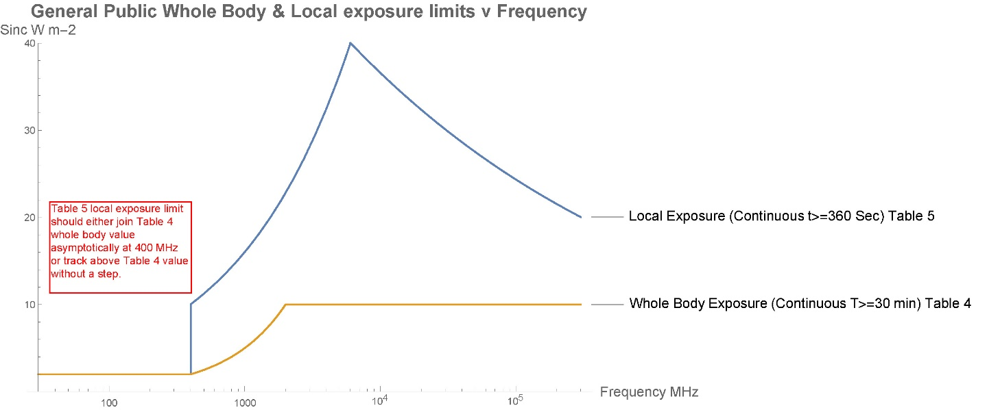 General Public Whole Body & Local exposure limits v Frequency
Sinc W m−2
40
30
Table 5 local exposure limit
should either join Table 4
whole body value
asymptotically at 400 MHz
or track above Table 4 value
without a step.
20
Local Exposure (Continuous t>=360 Sec) Table 5
10
Whole Body Exposure (Continuous T>=30 min) Table 4
100
1000
10⁴
10⁵
Frequency MHz